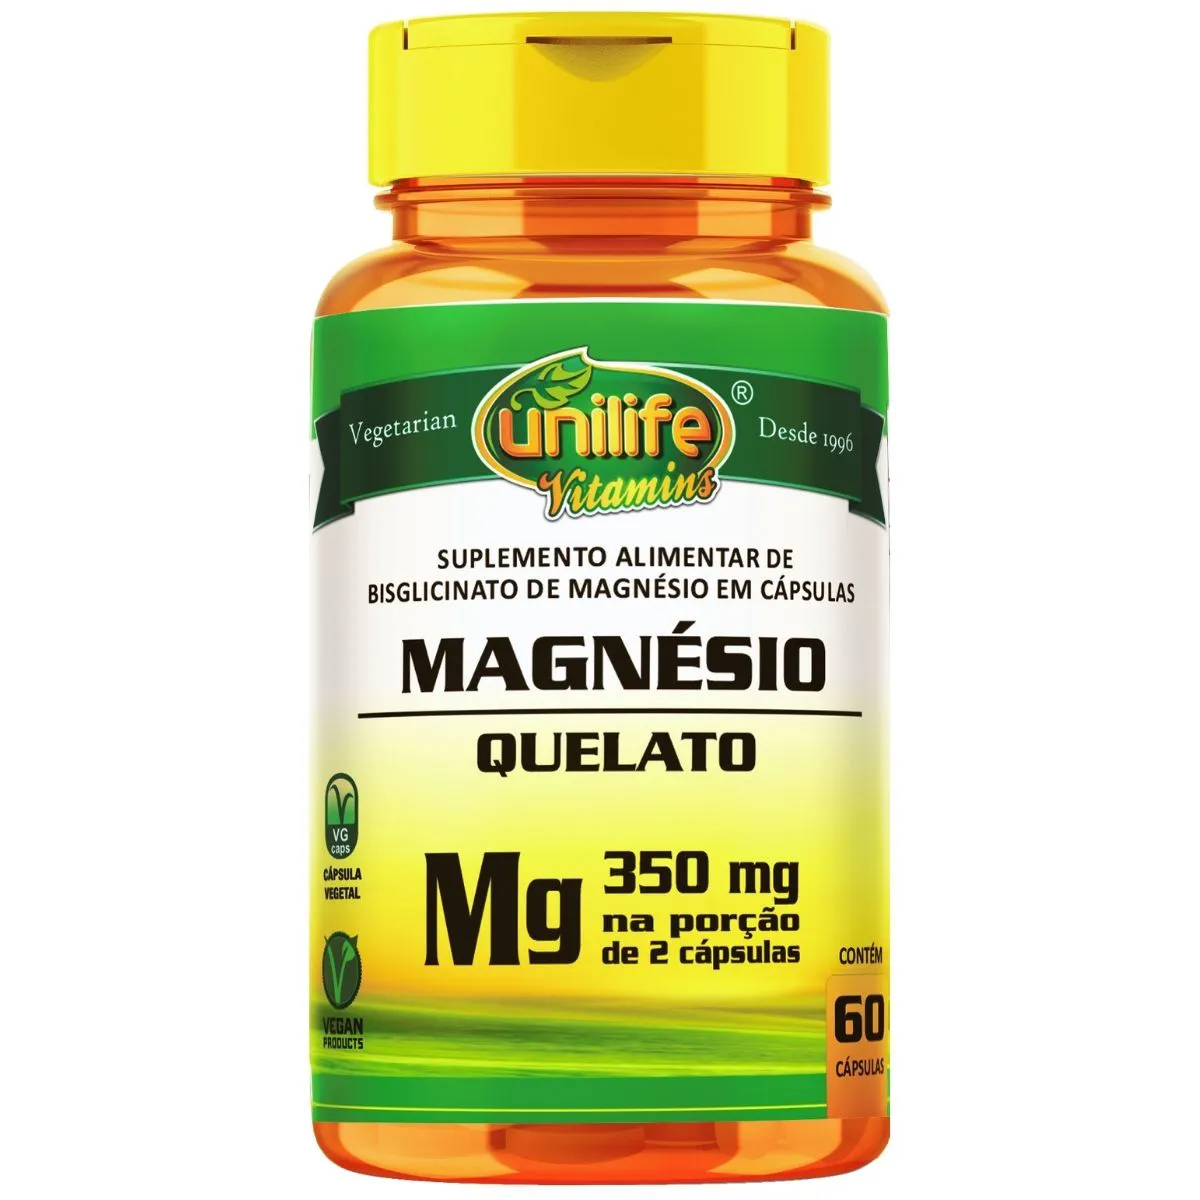 Vegetarian
unilife
Vitamins
®
Desde 1996
SUPLEMENTO ALIMENTAR DE
BISGLICINATO DE MAGNÉSIO EM CÁPSULAS
MAGNÉSIO
QUELATO
Mg
350 mg
na porção
de 2 cápsulas
VG
caps
CÁPSULA
VEGETAL
VEGAN
PRODUCTS
CONTÉM
60
CÁPSULAS